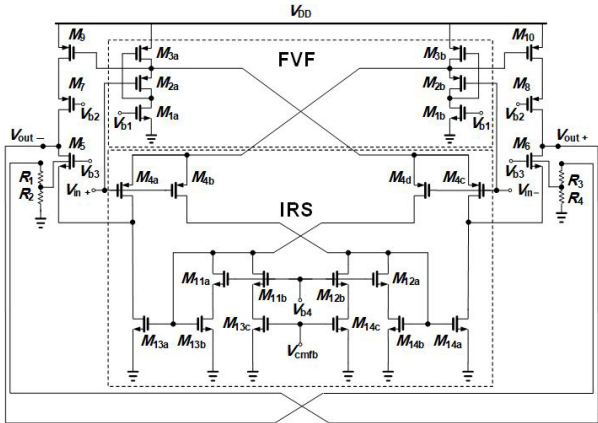 VDD
M9 M3a FVF M3b M10
M7 M2a M2b M8
Vb2 M1a M1b Vb2
Vout − Vb1 Vb1 Vout +
M5 M6
Vb3 Vb3
R1 M4a M4b M4d M4c R3
R2 Vin + Vin− R4
IRS
M11a M11b M12b M12a
Vb4
M13a M13b M13c M14c M14b M14a
Vcmfb